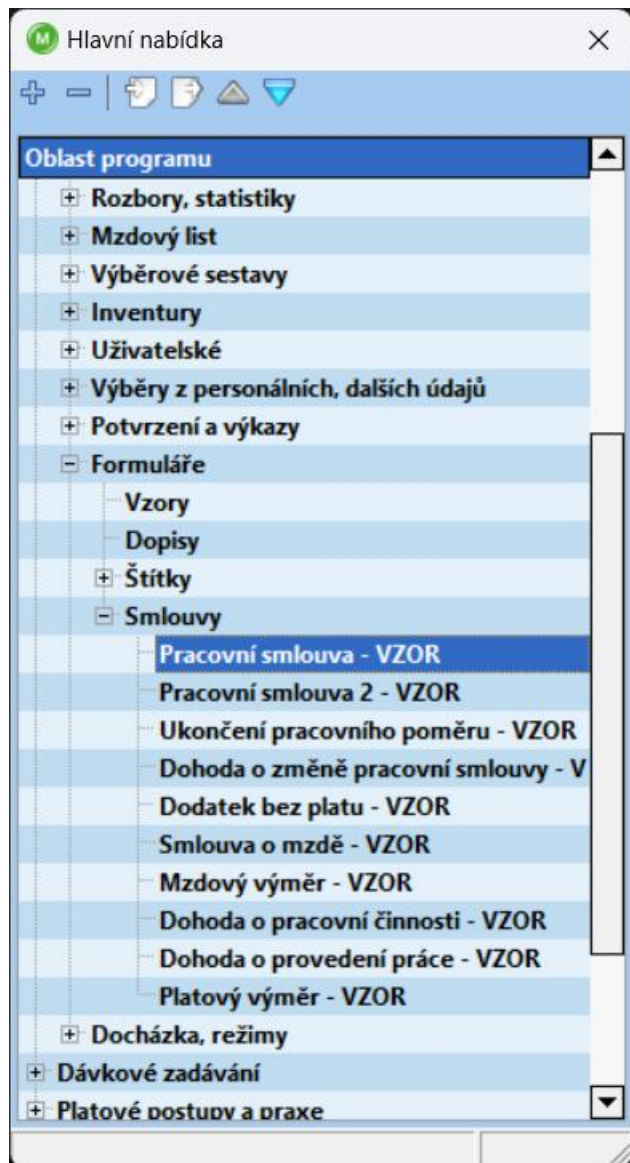 M Hlavní nabídka
Oblast programu
Rozbory, statistiky
Mzdový list
Výběrové sestavy
Inventury
Uživatelské
Výběry z personálních, dalších údajů
Potvrzení a výkazy
Formuláře
Vzory
Dopisy
Štítky
Smlouvy
Pracovní smlouva - VZOR
Pracovní smlouva 2 - VZOR
Ukončení pracovního poměru - VZOR
Dohoda o změně pracovní smlouvy - V
Dodatek bez platu - VZOR
Smlouva o mzdě - VZOR
Mzdový výměr - VZOR
Dohoda o pracovní činnosti - VZOR
Dohoda o provedení práce - VZOR
Platový výměr - VZOR
Docházka, režimy
Dávkové zadávání
Platové postupy a praxe